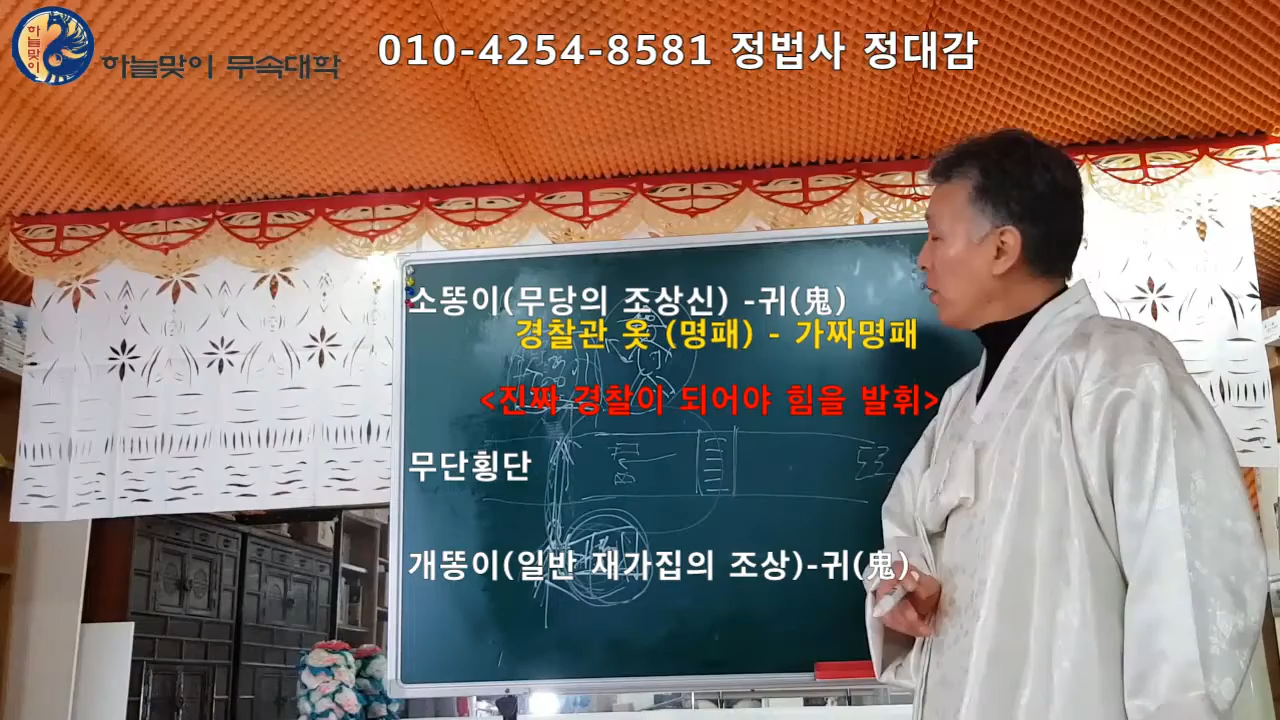 하늘맞이
하늘맞이 무속대학
010-4254-8581 정법사 정대감
소똥이(무당의 조상신) -귀(鬼)
경찰관 옷 (명패) - 가짜명패
<진짜 경찰이 되어야 힘을 발휘>
무단횡단
개똥이(일반 재가집의 조상)-귀(鬼)